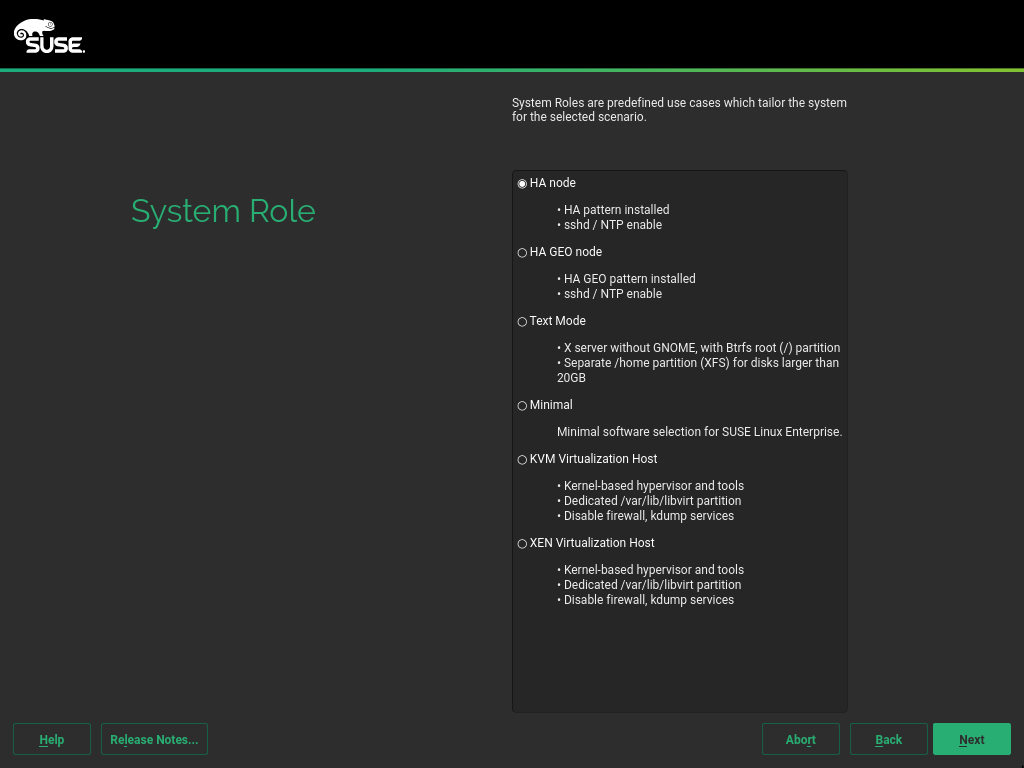 SUSE.
System Roles are predefined use cases which tailor the system
for the selected scenario.
System Role
HA node
• HA pattern installed
• sshd / NTP enable
HA GEO node
• HA GEO pattern installed
• sshd / NTP enable
Text Mode
• X server without GNOME, with Btrfs root (/) partition
• Separate /home partition (XFS) for disks larger than
20GB
Minimal
Minimal software selection for SUSE Linux Enterprise.
KVM Virtualization Host
• Kernel-based hypervisor and tools
• Dedicated /var/lib/libvirt partition
• Disable firewall, kdump services
XEN Virtualization Host
• Kernel-based hypervisor and tools
• Dedicated /var/lib/libvirt partition
• Disable firewall, kdump services
Help Release Notes... Abort Back Next